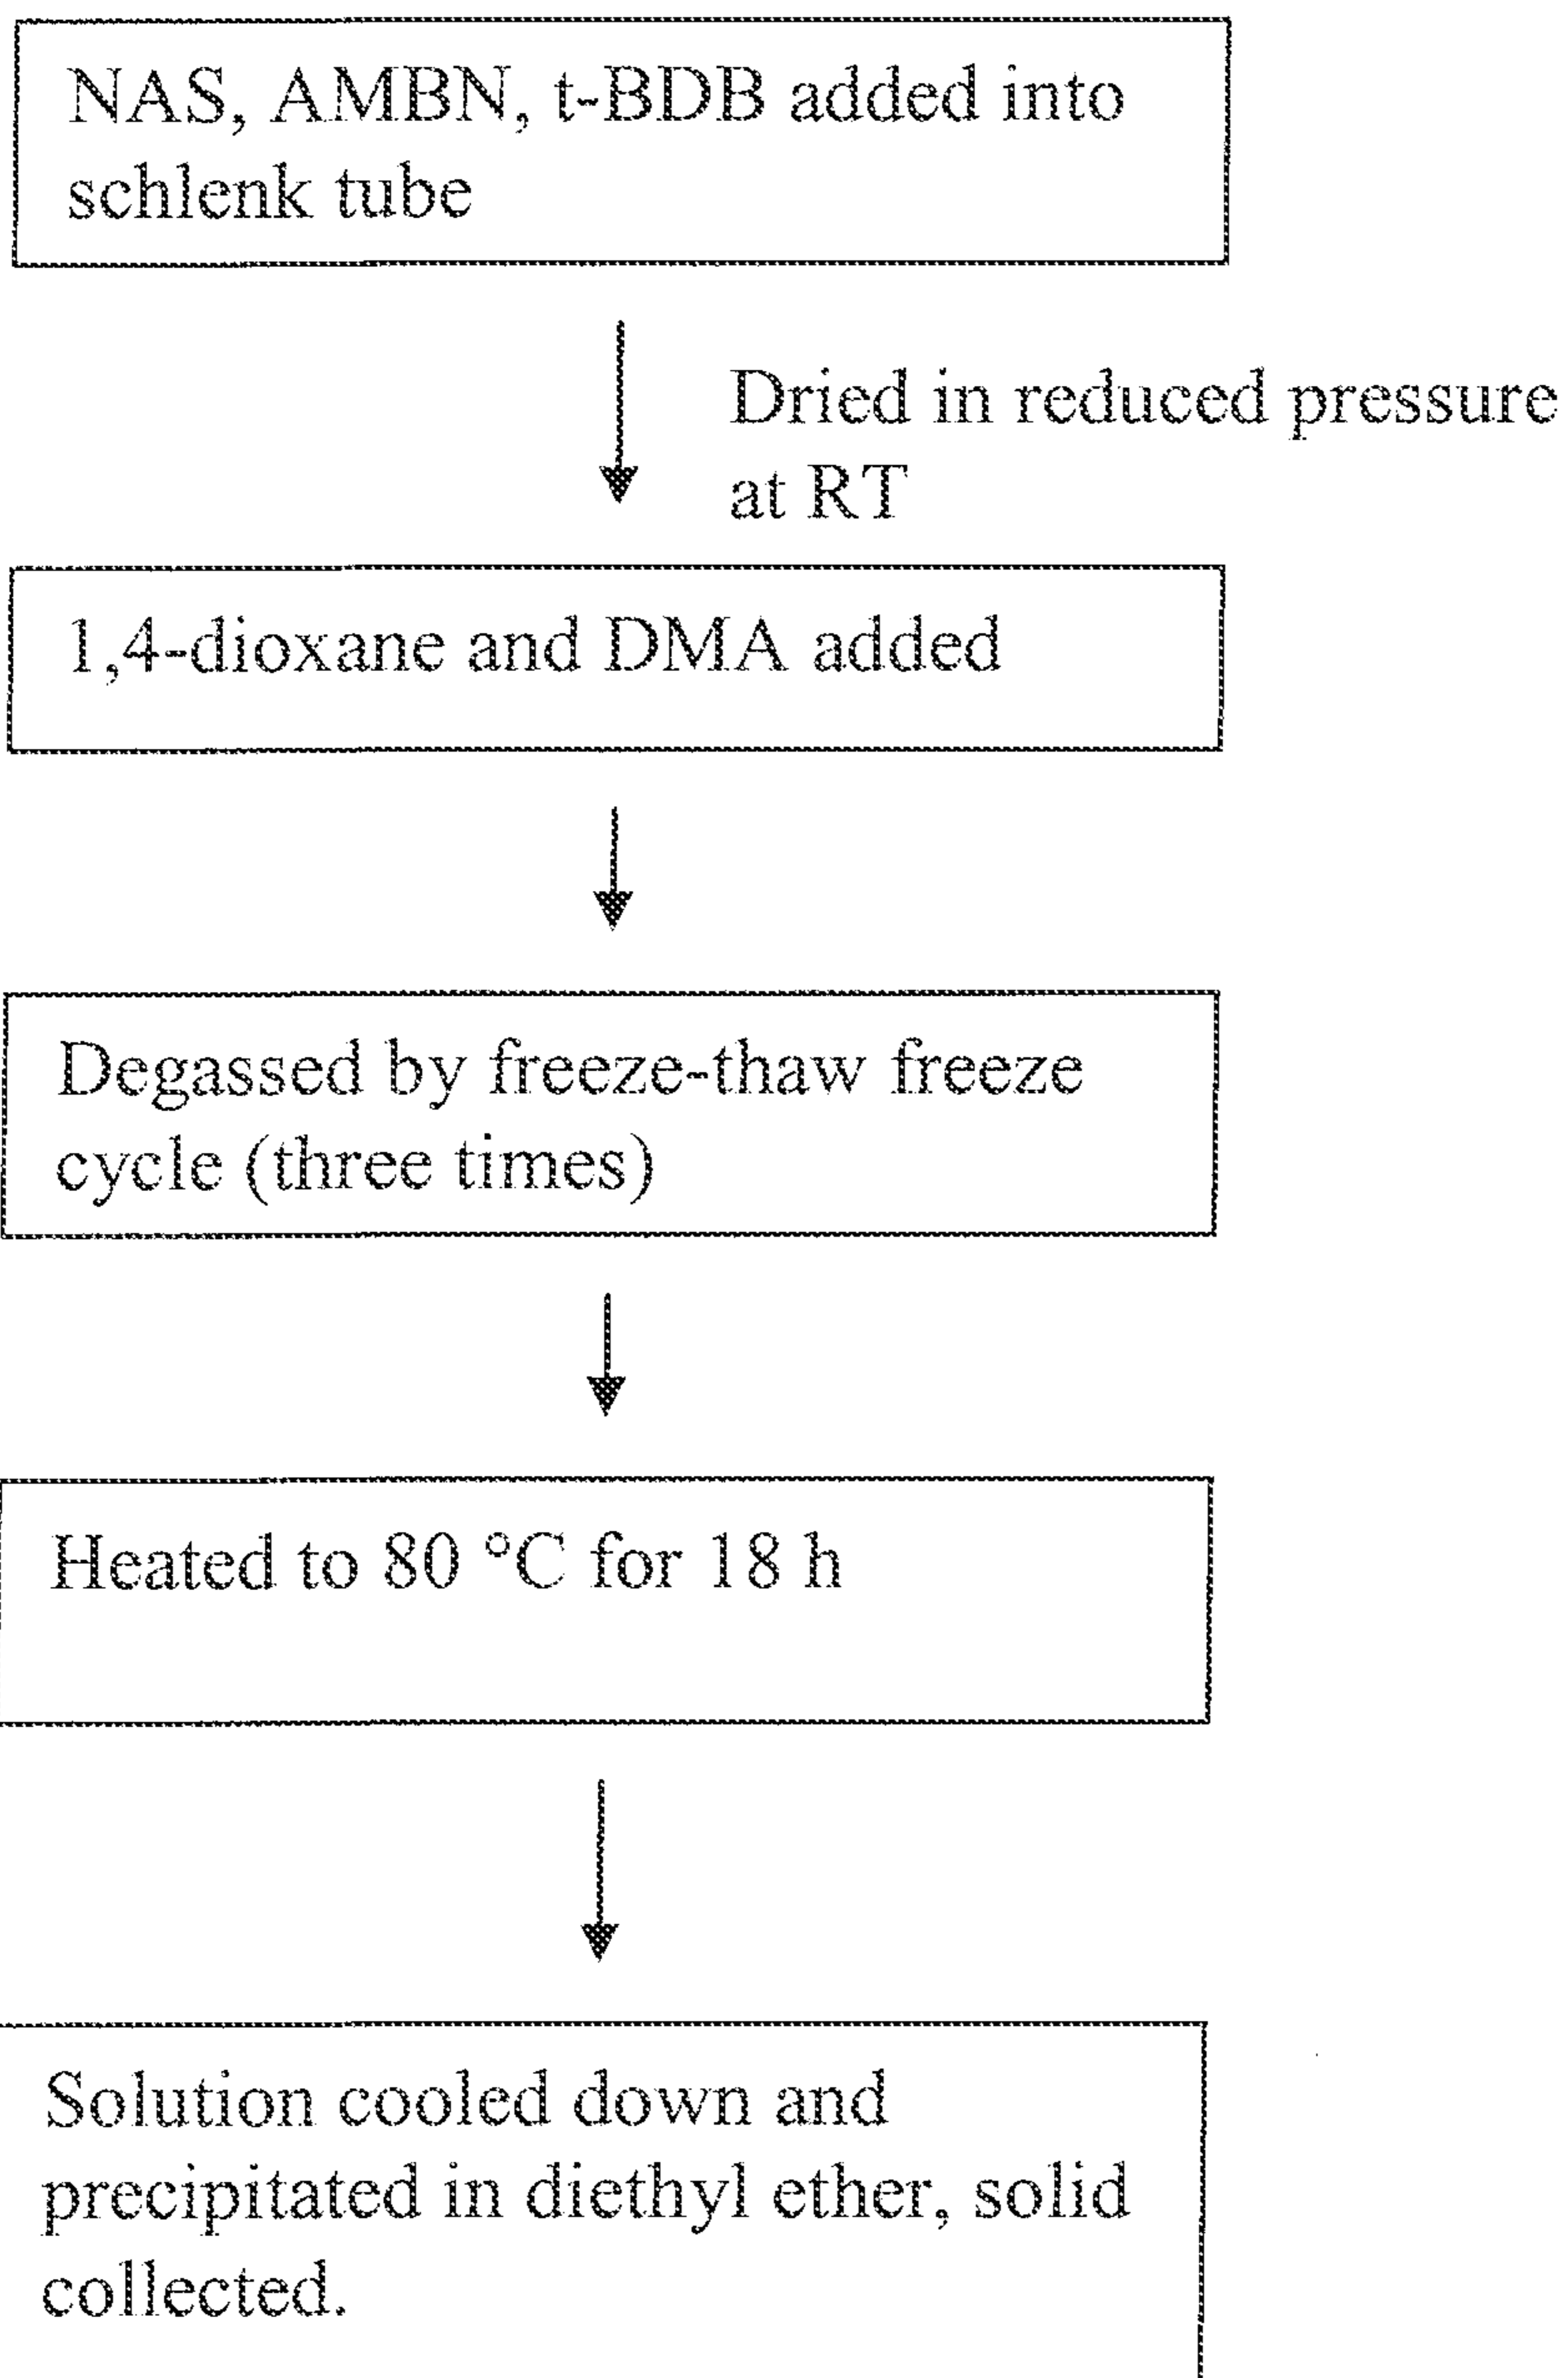 NAS, AMBN, t-BDB added into
schlenk tube
Dried in reduced pressure
at RT
1,4-dioxane and DMA added
Degassed by freeze-thaw freeze
cycle (three times)
Heated to 80 °C for 18 h
Solution cooled down and
precipitated in diethyl ether, solid
collected.